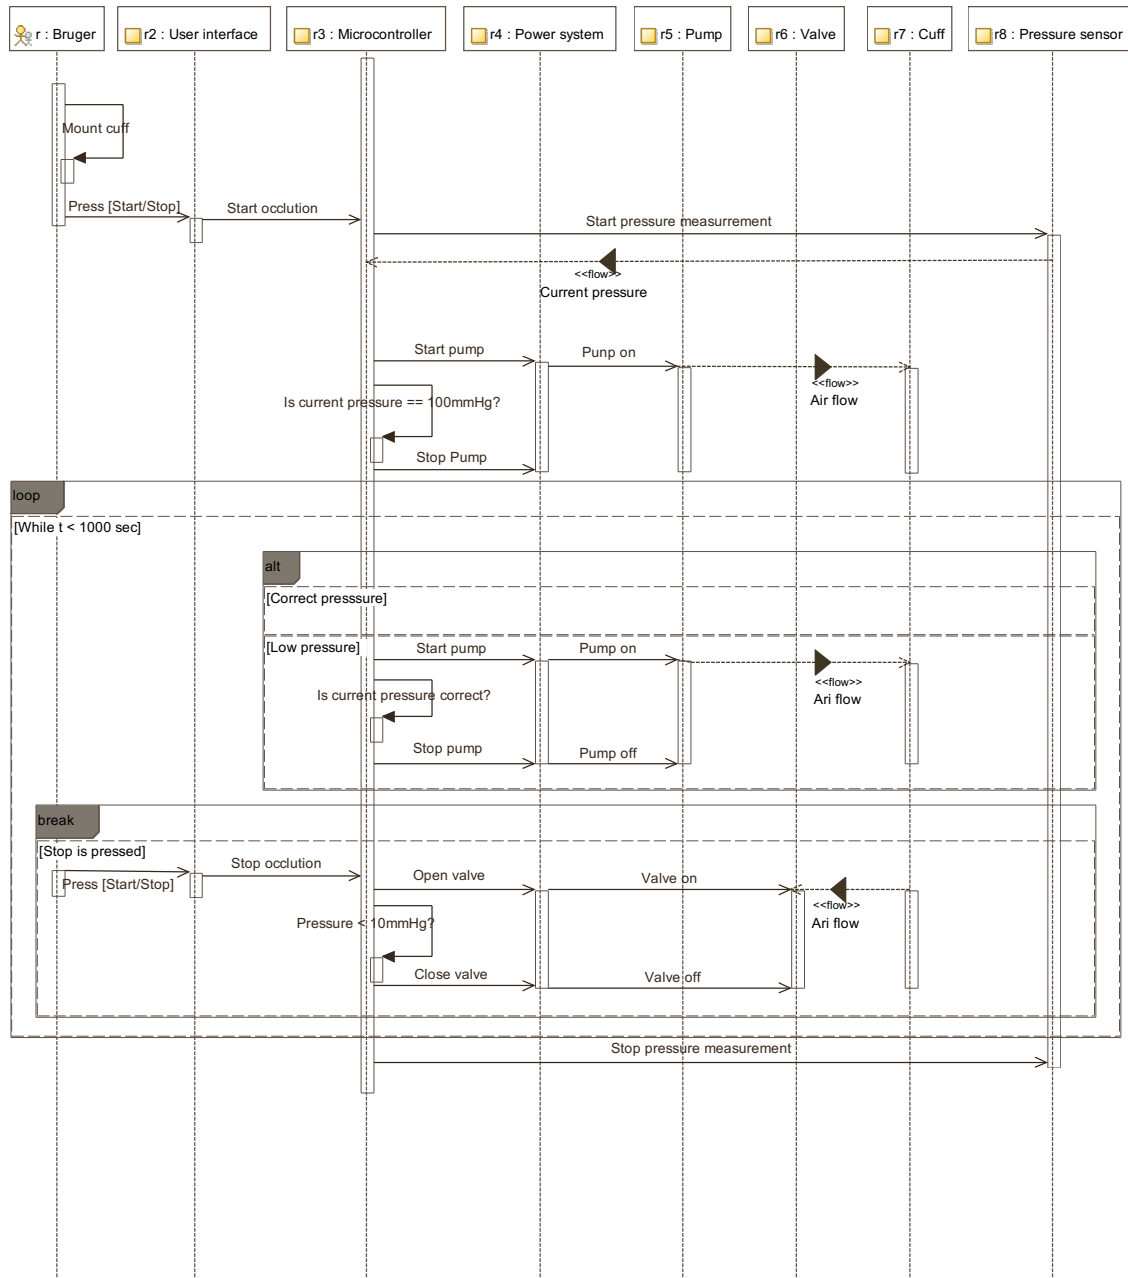 r : Bruger
r2 : User interface
r3 : Microcontroller
r4 : Power system
r5 : Pump
r6 : Valve
r7 : Cuff
r8 : Pressure sensor
Mount cuff
Press [Start/Stop]
Start occlution
Start pressure measurrement
<<flow>>
Current pressure
Start pump
Punp on
<<flow>>
Air flow
Is current pressure == 100mmHg?
Stop Pump
loop
[While t < 1000 sec]
alt
[Correct presssure]
[Low pressure]
Start pump
Pump on
<<flow>>
Ari flow
Is current pressure correct?
Stop pump
Pump off
break
[Stop is pressed]
Press [Start/Stop]
Stop occlution
Open valve
Valve on
<<flow>>
Ari flow
Pressure < 10mmHg?
Close valve
Valve off
Stop pressure measurement